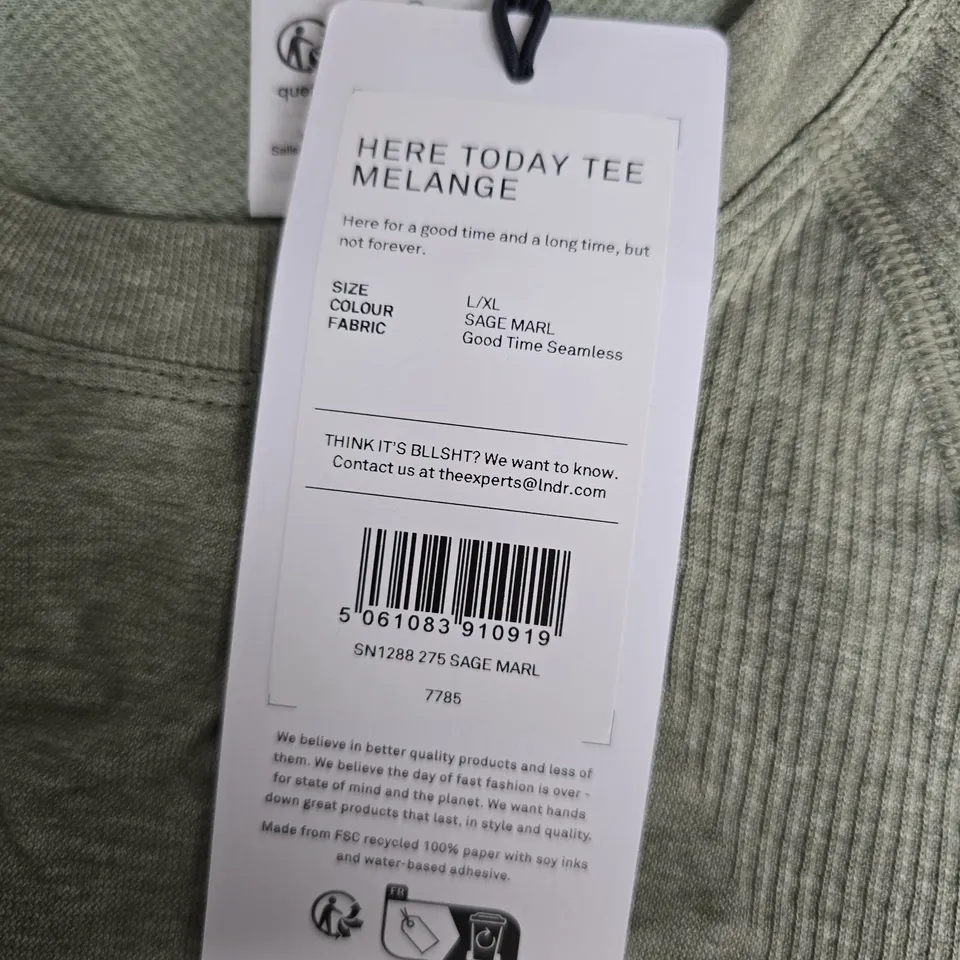 HERE TODAY TEE
MELANGE
Here for a good time and a long time, but
not forever.
SIZE L/XL
COLOUR SAGE MARL
FABRIC Good Time Seamless
THINK IT'S BLLSHT? We want to know.
Contact us at theexperts@lndr.com
5 061083 910919
SN1288 275 SAGE MARL
7785
We believe in better quality products and less of
them. We believe the day of fast fashion is over -
for state of mind and the planet. We want hands
down great products that last, in style and quality.
Made from FSC recycled 100% paper with soy inks
and water-based adhesive.
FR